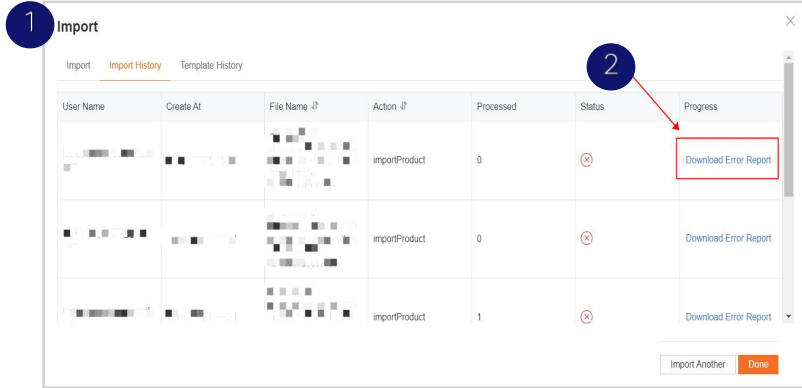 1
Import
Import Import History Template History
2
User Name Create At File Name Action Processed Status Progress
importProduct 0 Download Error Report
importProduct 0 Download Error Report
importProduct 1 Download Error Report
Import Another Done